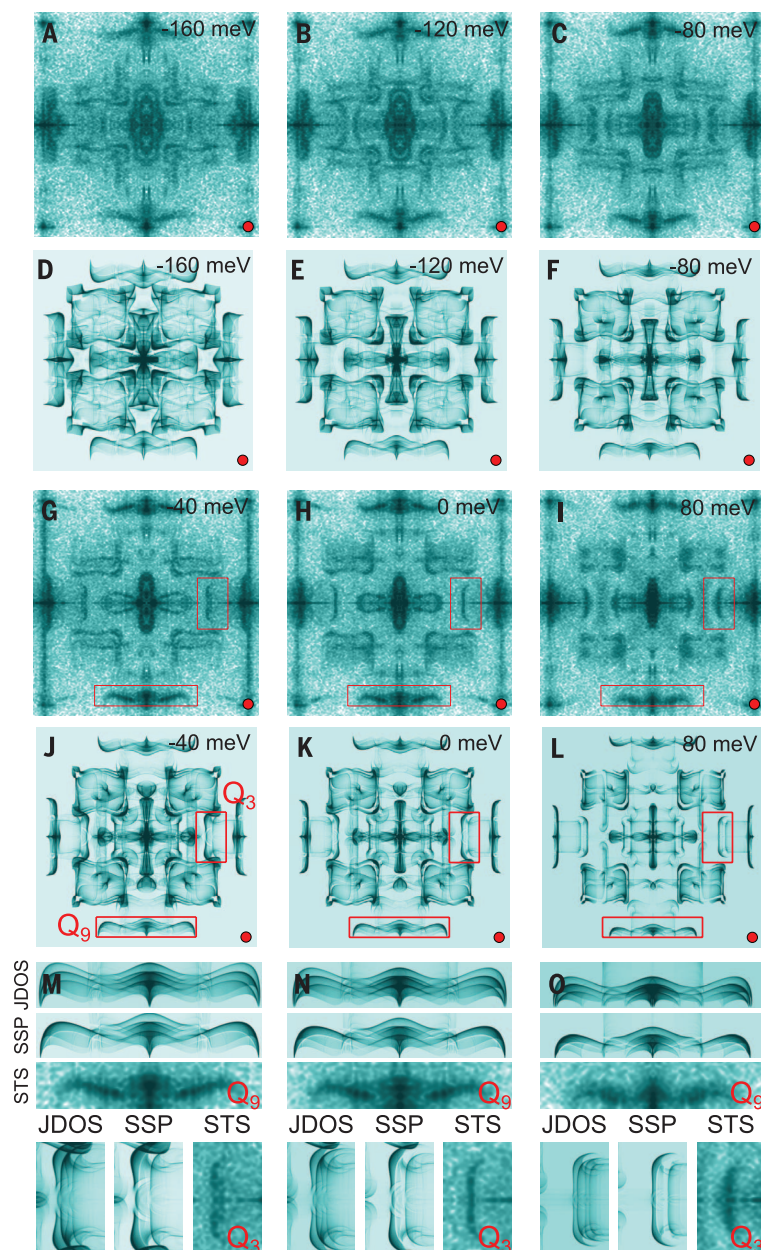 A -160 meV B -120 meV C -80 meV
D -160 meV E -120 meV F -80 meV
G -40 meV H 0 meV I 80 meV
J -40 meV K 0 meV L 80 meV
Q3
Q9
M N O
JDOS
SSP
STS
Q9 Q9 Q9
JDOS SSP STS JDOS SSP STS JDOS SSP STS
Q3 Q3 Q3